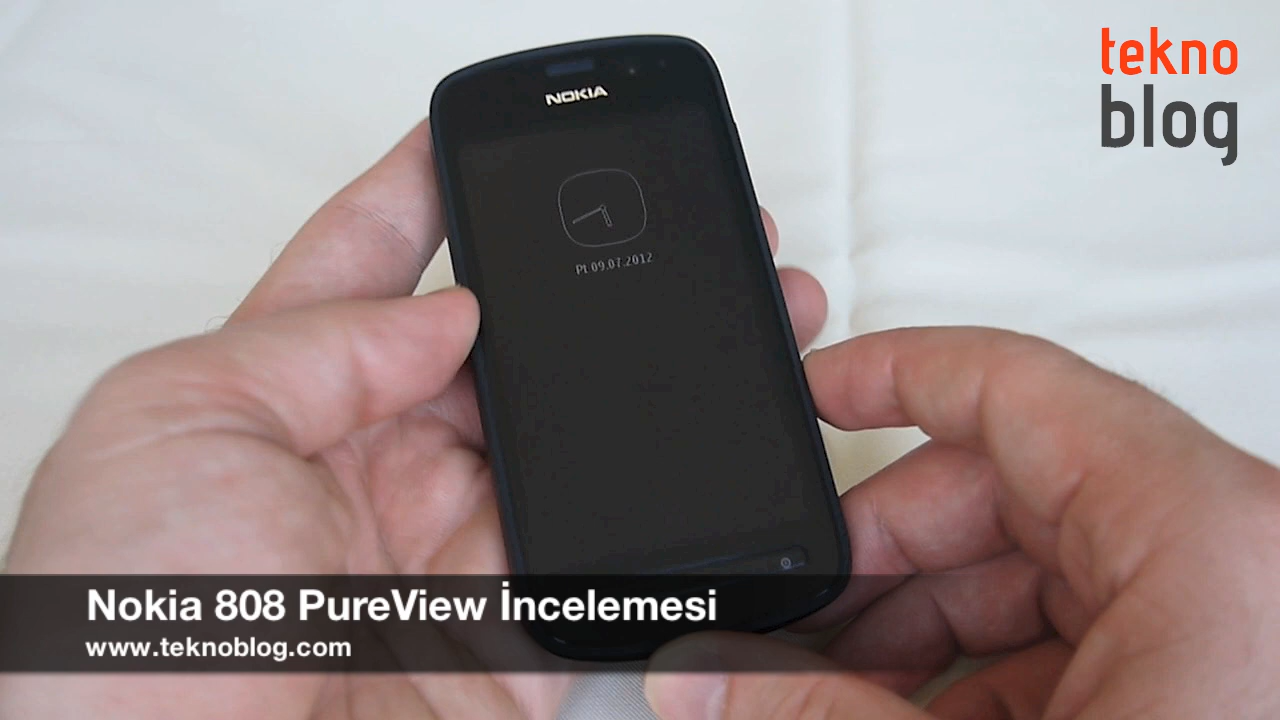 tekno
blog
NOKIA
Pt 09.07.2012
Nokia 808 PureView İncelemesi
www.teknoblog.com